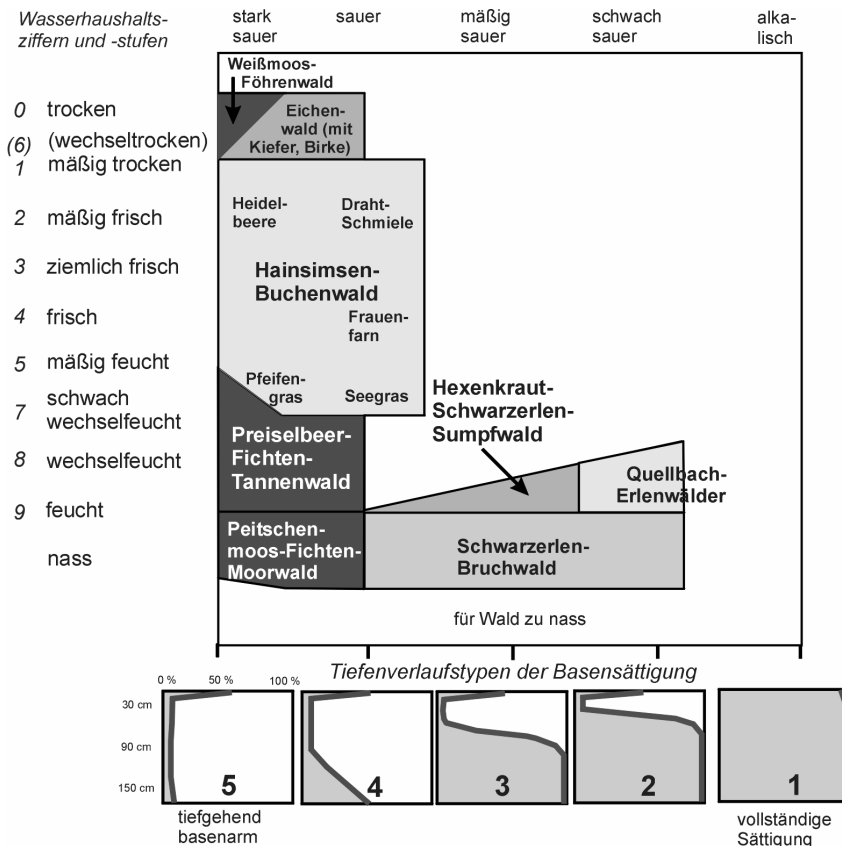 Wasserhaushalts-
ziffern und -stufen
stark
sauer
sauer
mäßig
sauer
schwach
sauer
alka-
lisch
Weißmoos-
Föhrenwald
0 trocken
(6) (wechseltrocken)
1 mäßig trocken
2 mäßig frisch
3 ziemlich frisch
4 frisch
5 mäßig feucht
7 schwach
wechselfeucht
8 wechselfeucht
9 feucht
nass
Eichen-
wald (mit
Kiefer, Birke)
Heidel-
beere
Draht-
Schmiele
Hainsimsen-
Buchenwald
Frauen-
farn
Pfeifen-
gras
Seegras
Hexenkraut-
Schwarzerlen-
Sumpfwald
Preiselbeer-
Fichten-
Tannenwald
Quellbach-
Erlenwälder
Peitschen-
moos-Fichten-
Moorwald
Schwarzerlen-
Bruchwald
für Wald zu nass
Tiefenverlaufstypen der Basensättigung
0 % 50 % 100 %
30 cm
90 cm
150 cm
5
4
3
2
1
tiefgehend
basenarm
vollständige
Sättigung